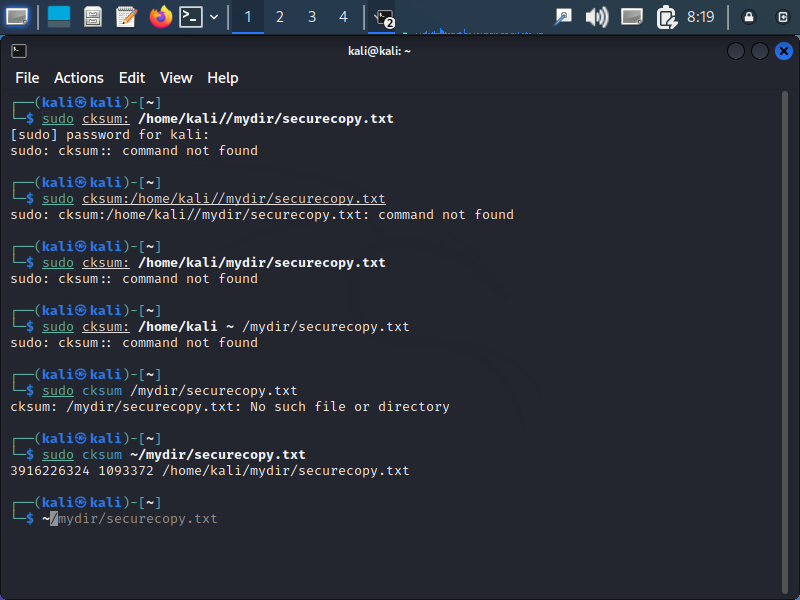 1 2 3 4 2 8:19
kali@kali: ~
File Actions Edit View Help
┌──(kali㉿kali)-[~]
└─$ sudo cksum: /home/kali//mydir/securecopy.txt
[sudo] password for kali:
sudo: cksum:: command not found
┌──(kali㉿kali)-[~]
└─$ sudo cksum:/home/kali//mydir/securecopy.txt
sudo: cksum:/home/kali//mydir/securecopy.txt: command not found
┌──(kali㉿kali)-[~]
└─$ sudo cksum: /home/kali/mydir/securecopy.txt
sudo: cksum:: command not found
┌──(kali㉿kali)-[~]
└─$ sudo cksum: /home/kali ~ /mydir/securecopy.txt
sudo: cksum:: command not found
┌──(kali㉿kali)-[~]
└─$ sudo cksum /mydir/securecopy.txt
cksum: /mydir/securecopy.txt: No such file or directory
┌──(kali㉿kali)-[~]
└─$ sudo cksum ~/mydir/securecopy.txt
3916226324 1093372 /home/kali/mydir/securecopy.txt
┌──(kali㉿kali)-[~]
└─$ ~/mydir/securecopy.txt